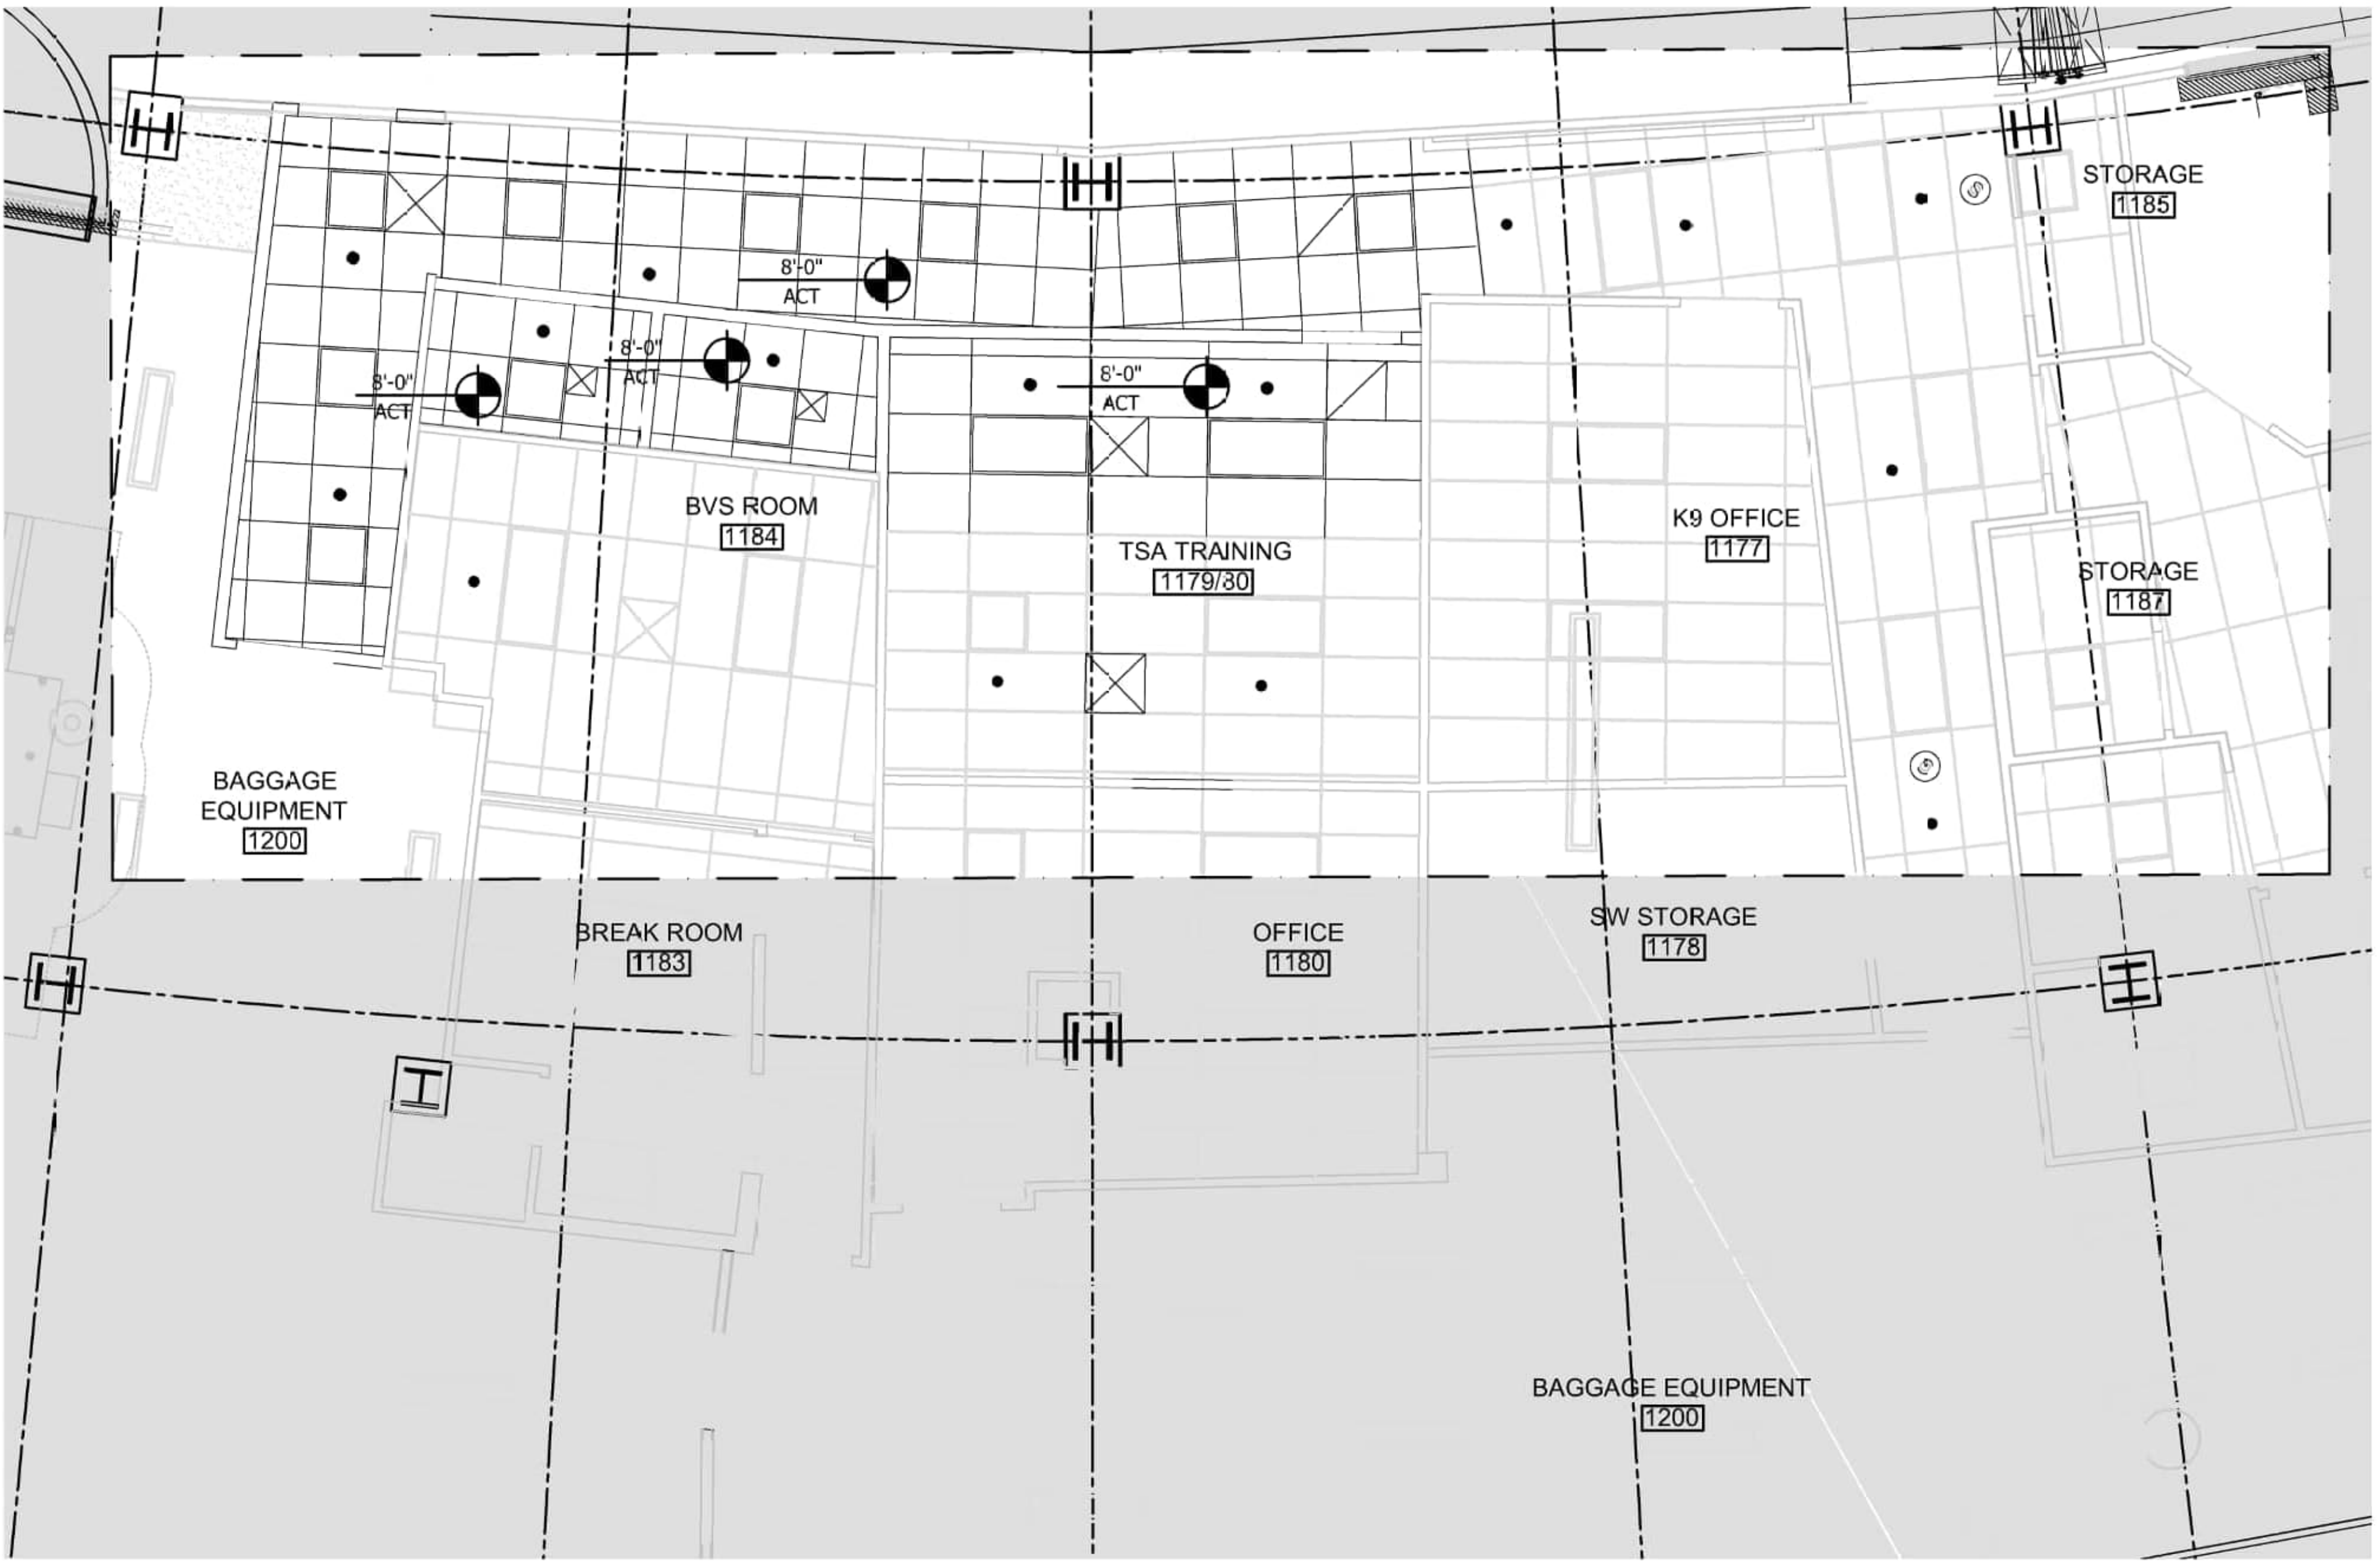 STORAGE
1185
8'-0"
ACT
8'-0"
ACT
8'-0"
ACT
8'-0"
ACT
BVS ROOM
1184
TSA TRAINING
1179/80
K9 OFFICE
1177
STORAGE
1187
BAGGAGE
EQUIPMENT
1200
BREAK ROOM
1183
OFFICE
1180
SW STORAGE
1178
BAGGAGE EQUIPMENT
1200